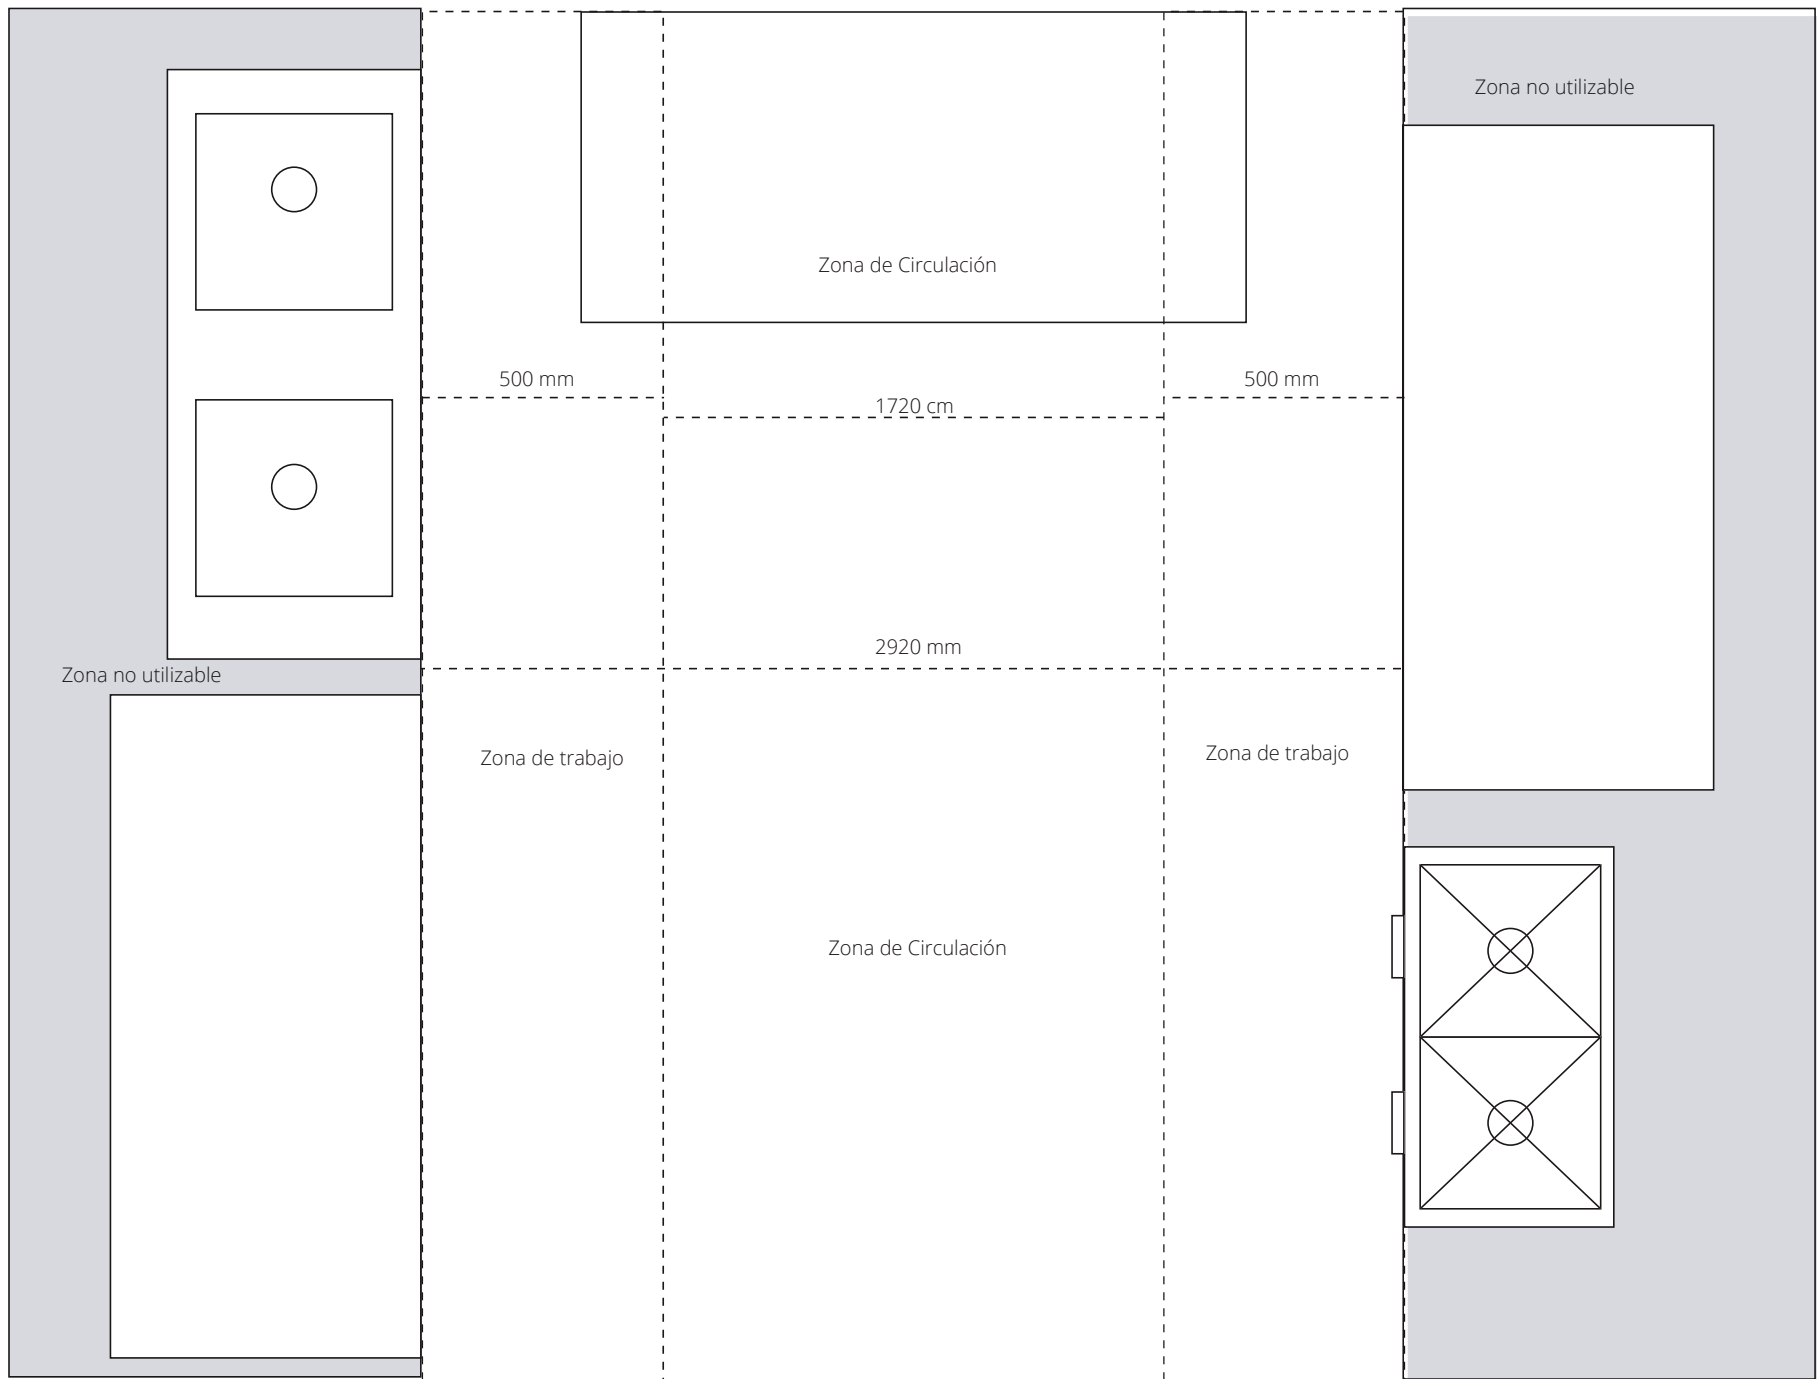 Zona no utilizable
Zona de Circulación
500 mm
500 mm
1720 cm
2920 mm
Zona no utilizable
Zona de trabajo
Zona de trabajo
Zona de Circulación